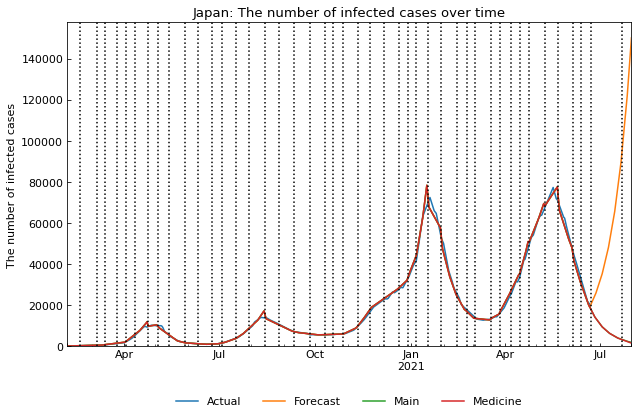 Japan: The number of infected cases over time
The number of infected cases
140000
120000
100000
80000
60000
40000
20000
0
Apr Jul Oct Jan Apr Jul
2021
Actual Forecast Main Medicine